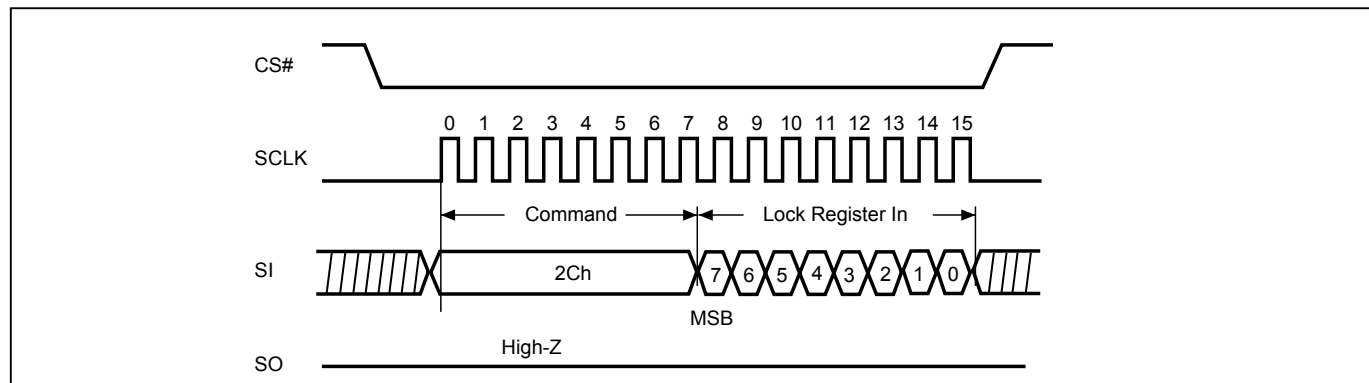 CS#
0 1 2 3 4 5 6 7 8 9 10 11 12 13 14 15
SCLK
Command Lock Register In
SI 2Ch 7 6 5 4 3 2 1 0
MSB
High-Z
SO